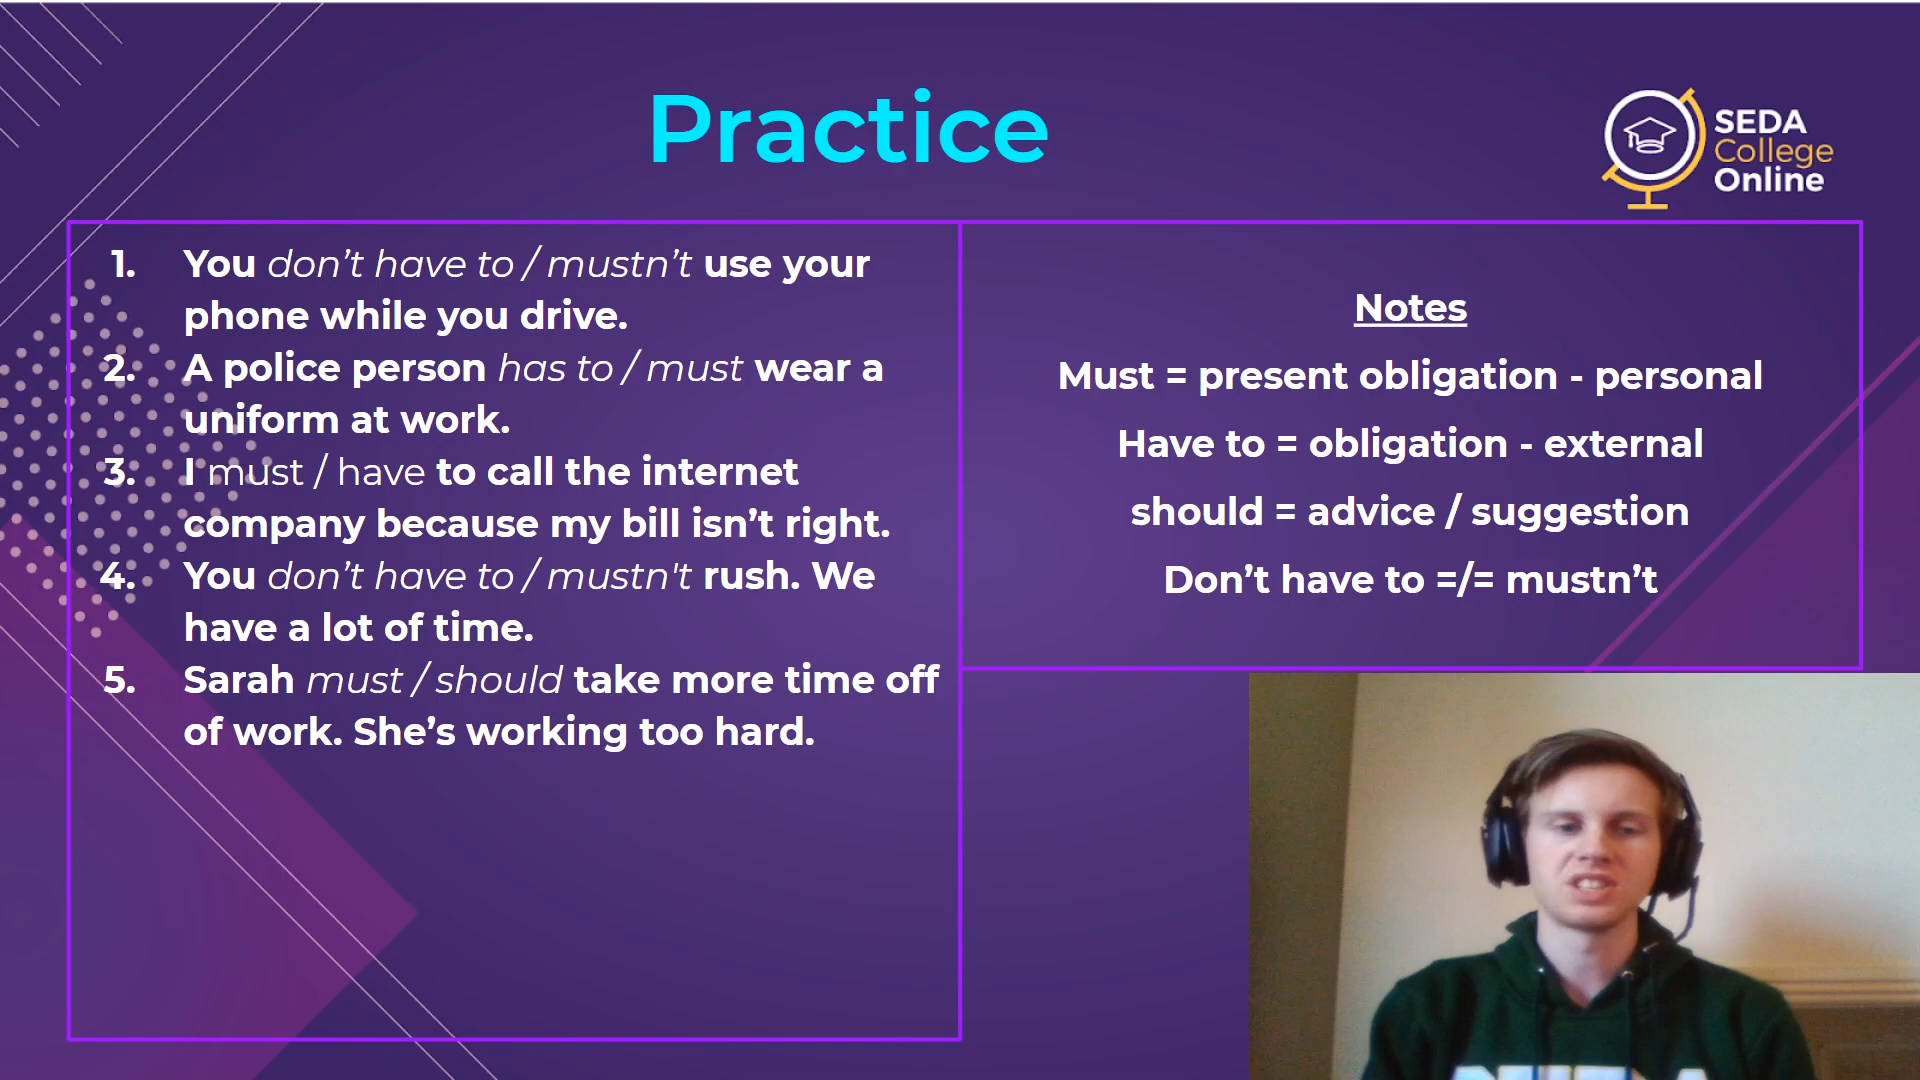 Practice
SEDA
College
Online
1. You don’t have to / mustn’t use your
phone while you drive.
2. A police person has to / must wear a
uniform at work.
3. I must / have to call the internet
company because my bill isn’t right.
4. You don’t have to / mustn't rush. We
have a lot of time.
5. Sarah must / should take more time off
of work. She’s working too hard.
Notes
Must = present obligation - personal
Have to = obligation - external
should = advice / suggestion
Don’t have to =/= mustn’t